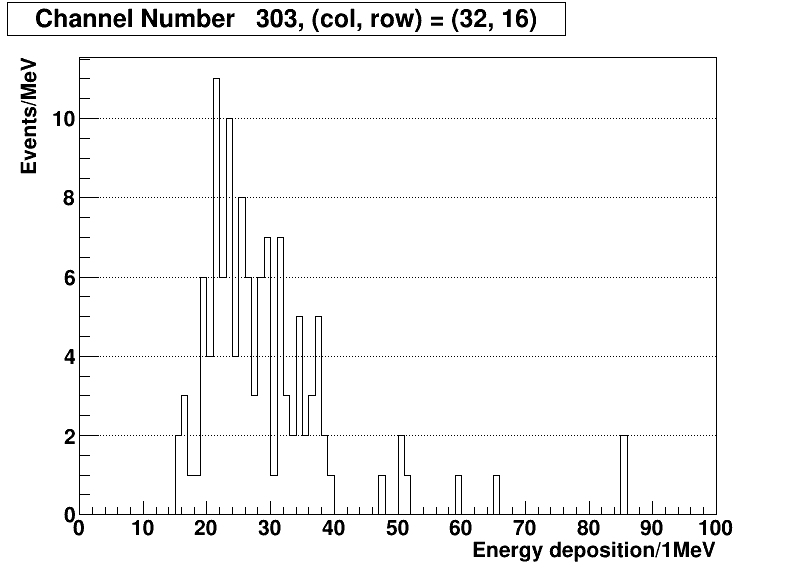 Channel Number   303, (col, row) = (32, 16)
Events/MeV
10
8
6
4
2
0
0 10 20 30 40 50 60 70 80 90 100
Energy deposition/1MeV